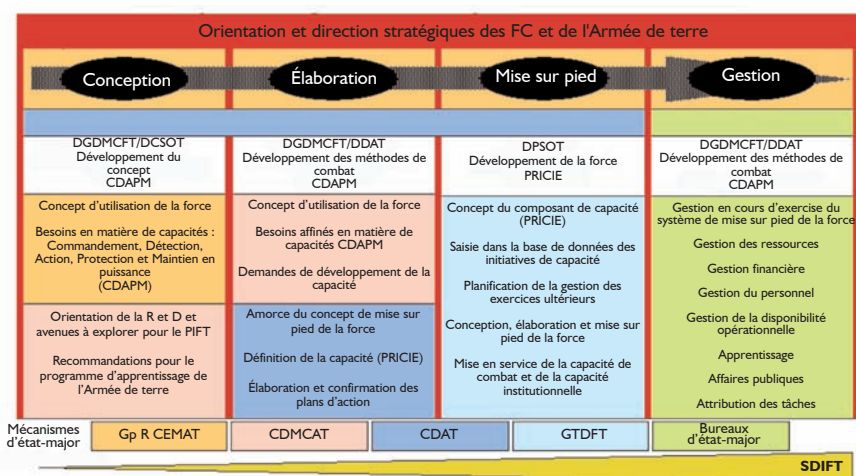 Orientation et direction stratégiques des FC et de l'Armée de terre
Conception
Élaboration
Mise sur pied
Gestion
DGDMCFT/DCSOT
Développement du
concept
CDAPM
DGDMCFT/DDAT
Développement des méthodes de
combat
CDAPM
DPSOT
Développement de la force
PRICIE
DGDMCFT/DDAT
Développement des méthodes de
combat
CDAPM
Concept d'utilisation de la force
Besoins en matière de capacités :
Commandement, Détection,
Action, Protection et Maintien en
puissance
(CDAPM)
Orientation de la R et D et
avenues à explorer pour le PIFT
Recommandations pour le
programme d'apprentissage de
l'Armée de terre
Concept d'utilisation de la force
Besoins affinés en matière de
capacités CDAPM
Demandes de développement de la
capacité
Amorce du concept de mise sur
pied de la force
Définition de la capacité (PRICIE)
Élaboration et confirmation des
plans d'action
Concept du composant de capacité
(PRICIE)
Saisie dans la base de données des
initiatives de capacité
Planification de la gestion des
exercices ultérieurs
Conception, élaboration et mise sur
pied de la force
Mise en service de la capacité de
combat et de la capacité
institutionnelle
Gestion en cours d'exercise du
système de mise sur pied de la force
Gestion des ressources
Gestion financière
Gestion du personnel
Gestion de la disponibilité
opérationnelle
Apprentissage
Affaires publiques
Attribution des tâches
Mécanismes
d'état-major
Gp R CEMAT
CDMCAT
CDAT
GTDFT
Bureaux
d'état-major
SDIFT